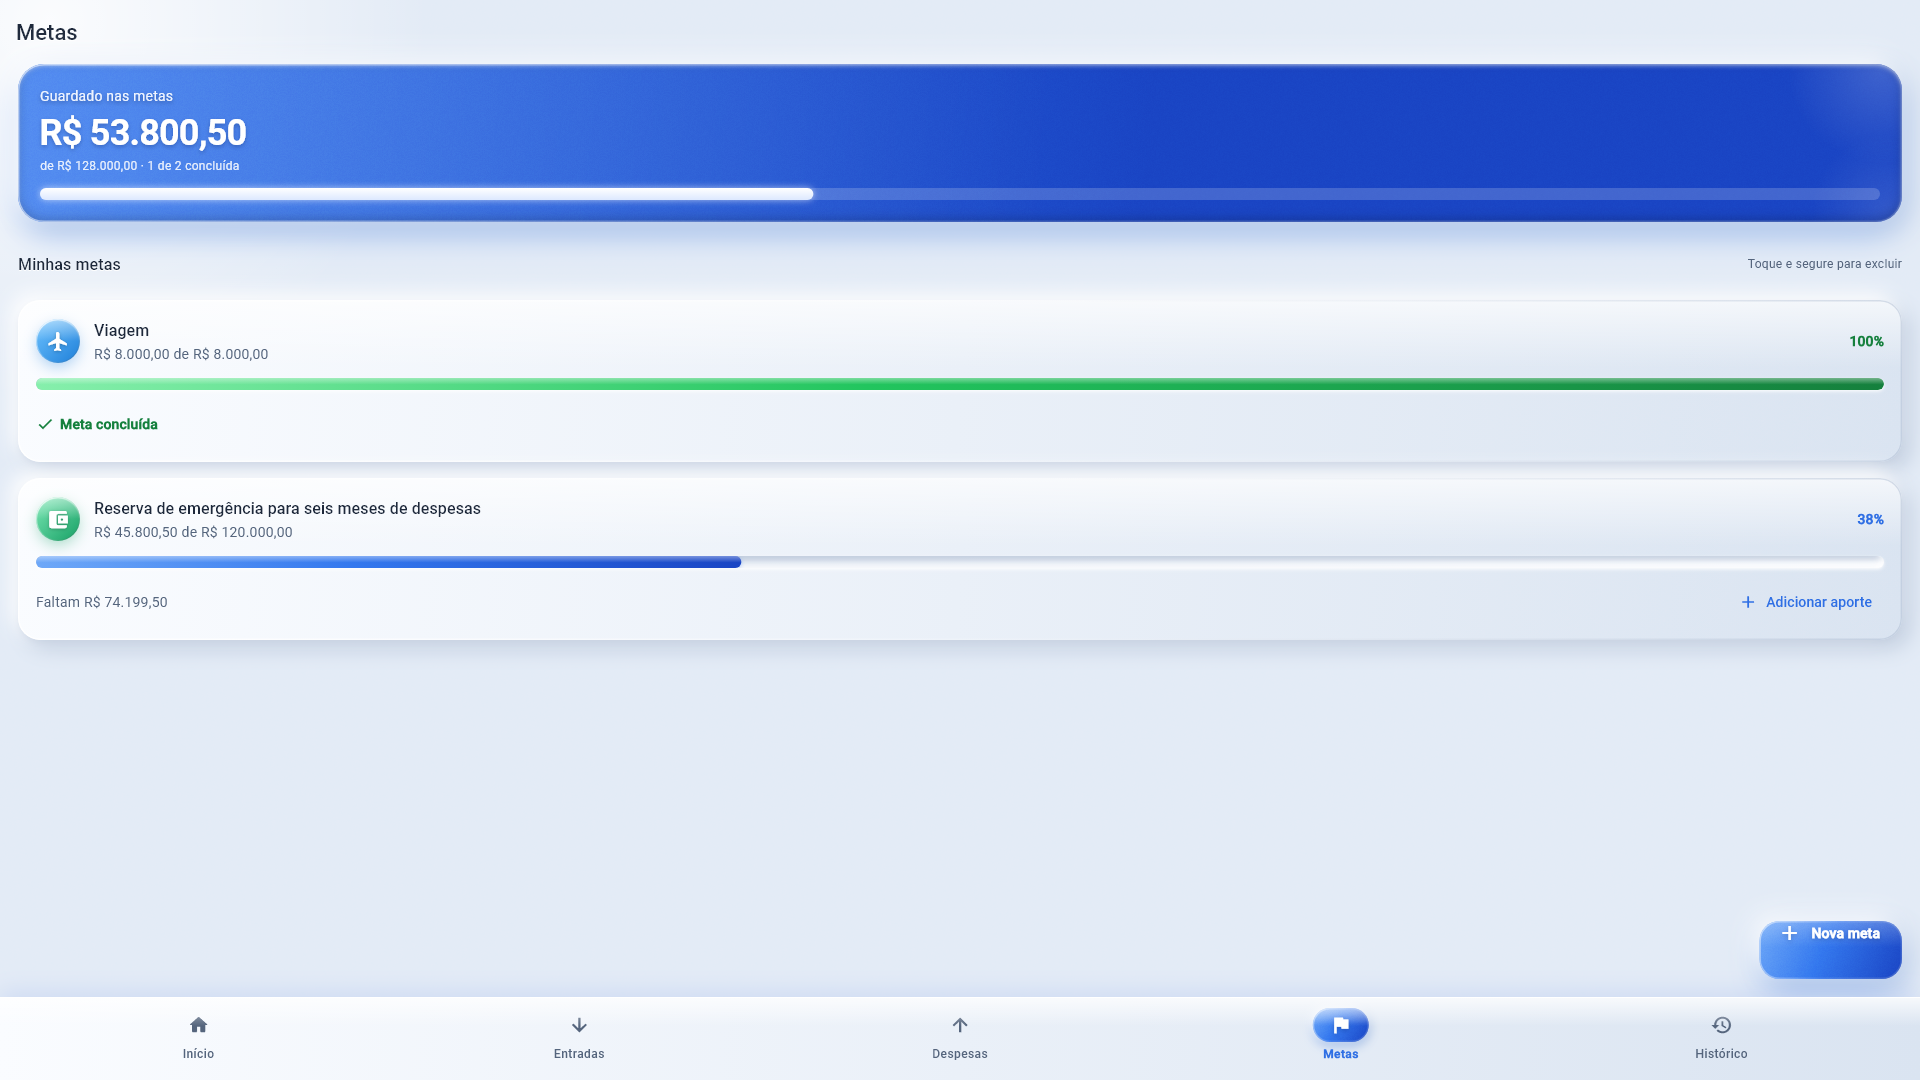 Metas
Guardado nas metas
R$ 53.800,50
de R$ 128.000,00 · 1 de 2 concluída
Minhas metas
Toque e segure para excluir
Viagem
R$ 8.000,00 de R$ 8.000,00
100%
Meta concluída
Reserva de emergência para seis meses de despesas
R$ 45.800,50 de R$ 120.000,00
38%
Faltam R$ 74.199,50
Adicionar aporte
Nova meta
Início
Entradas
Despesas
Metas
Histórico